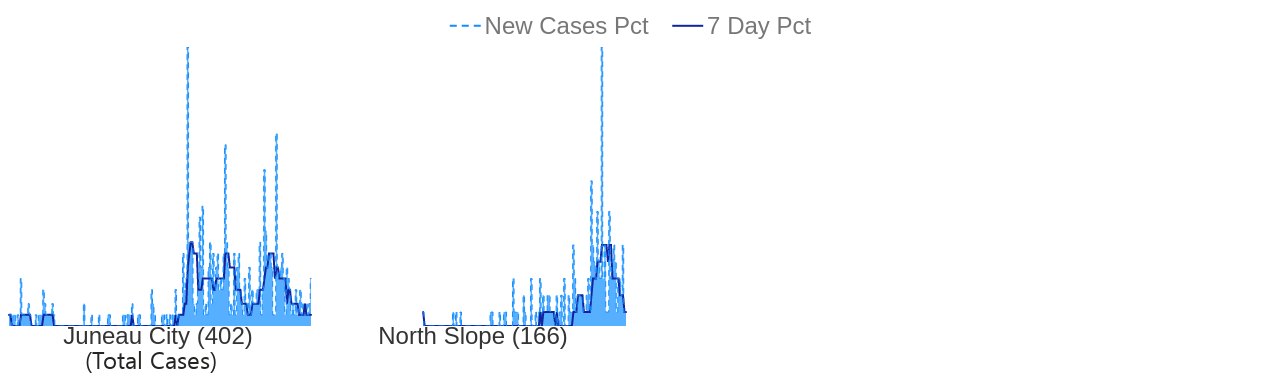 New Cases Pct 7 Day Pct
Juneau City (402) North Slope (166)
(Total Cases)